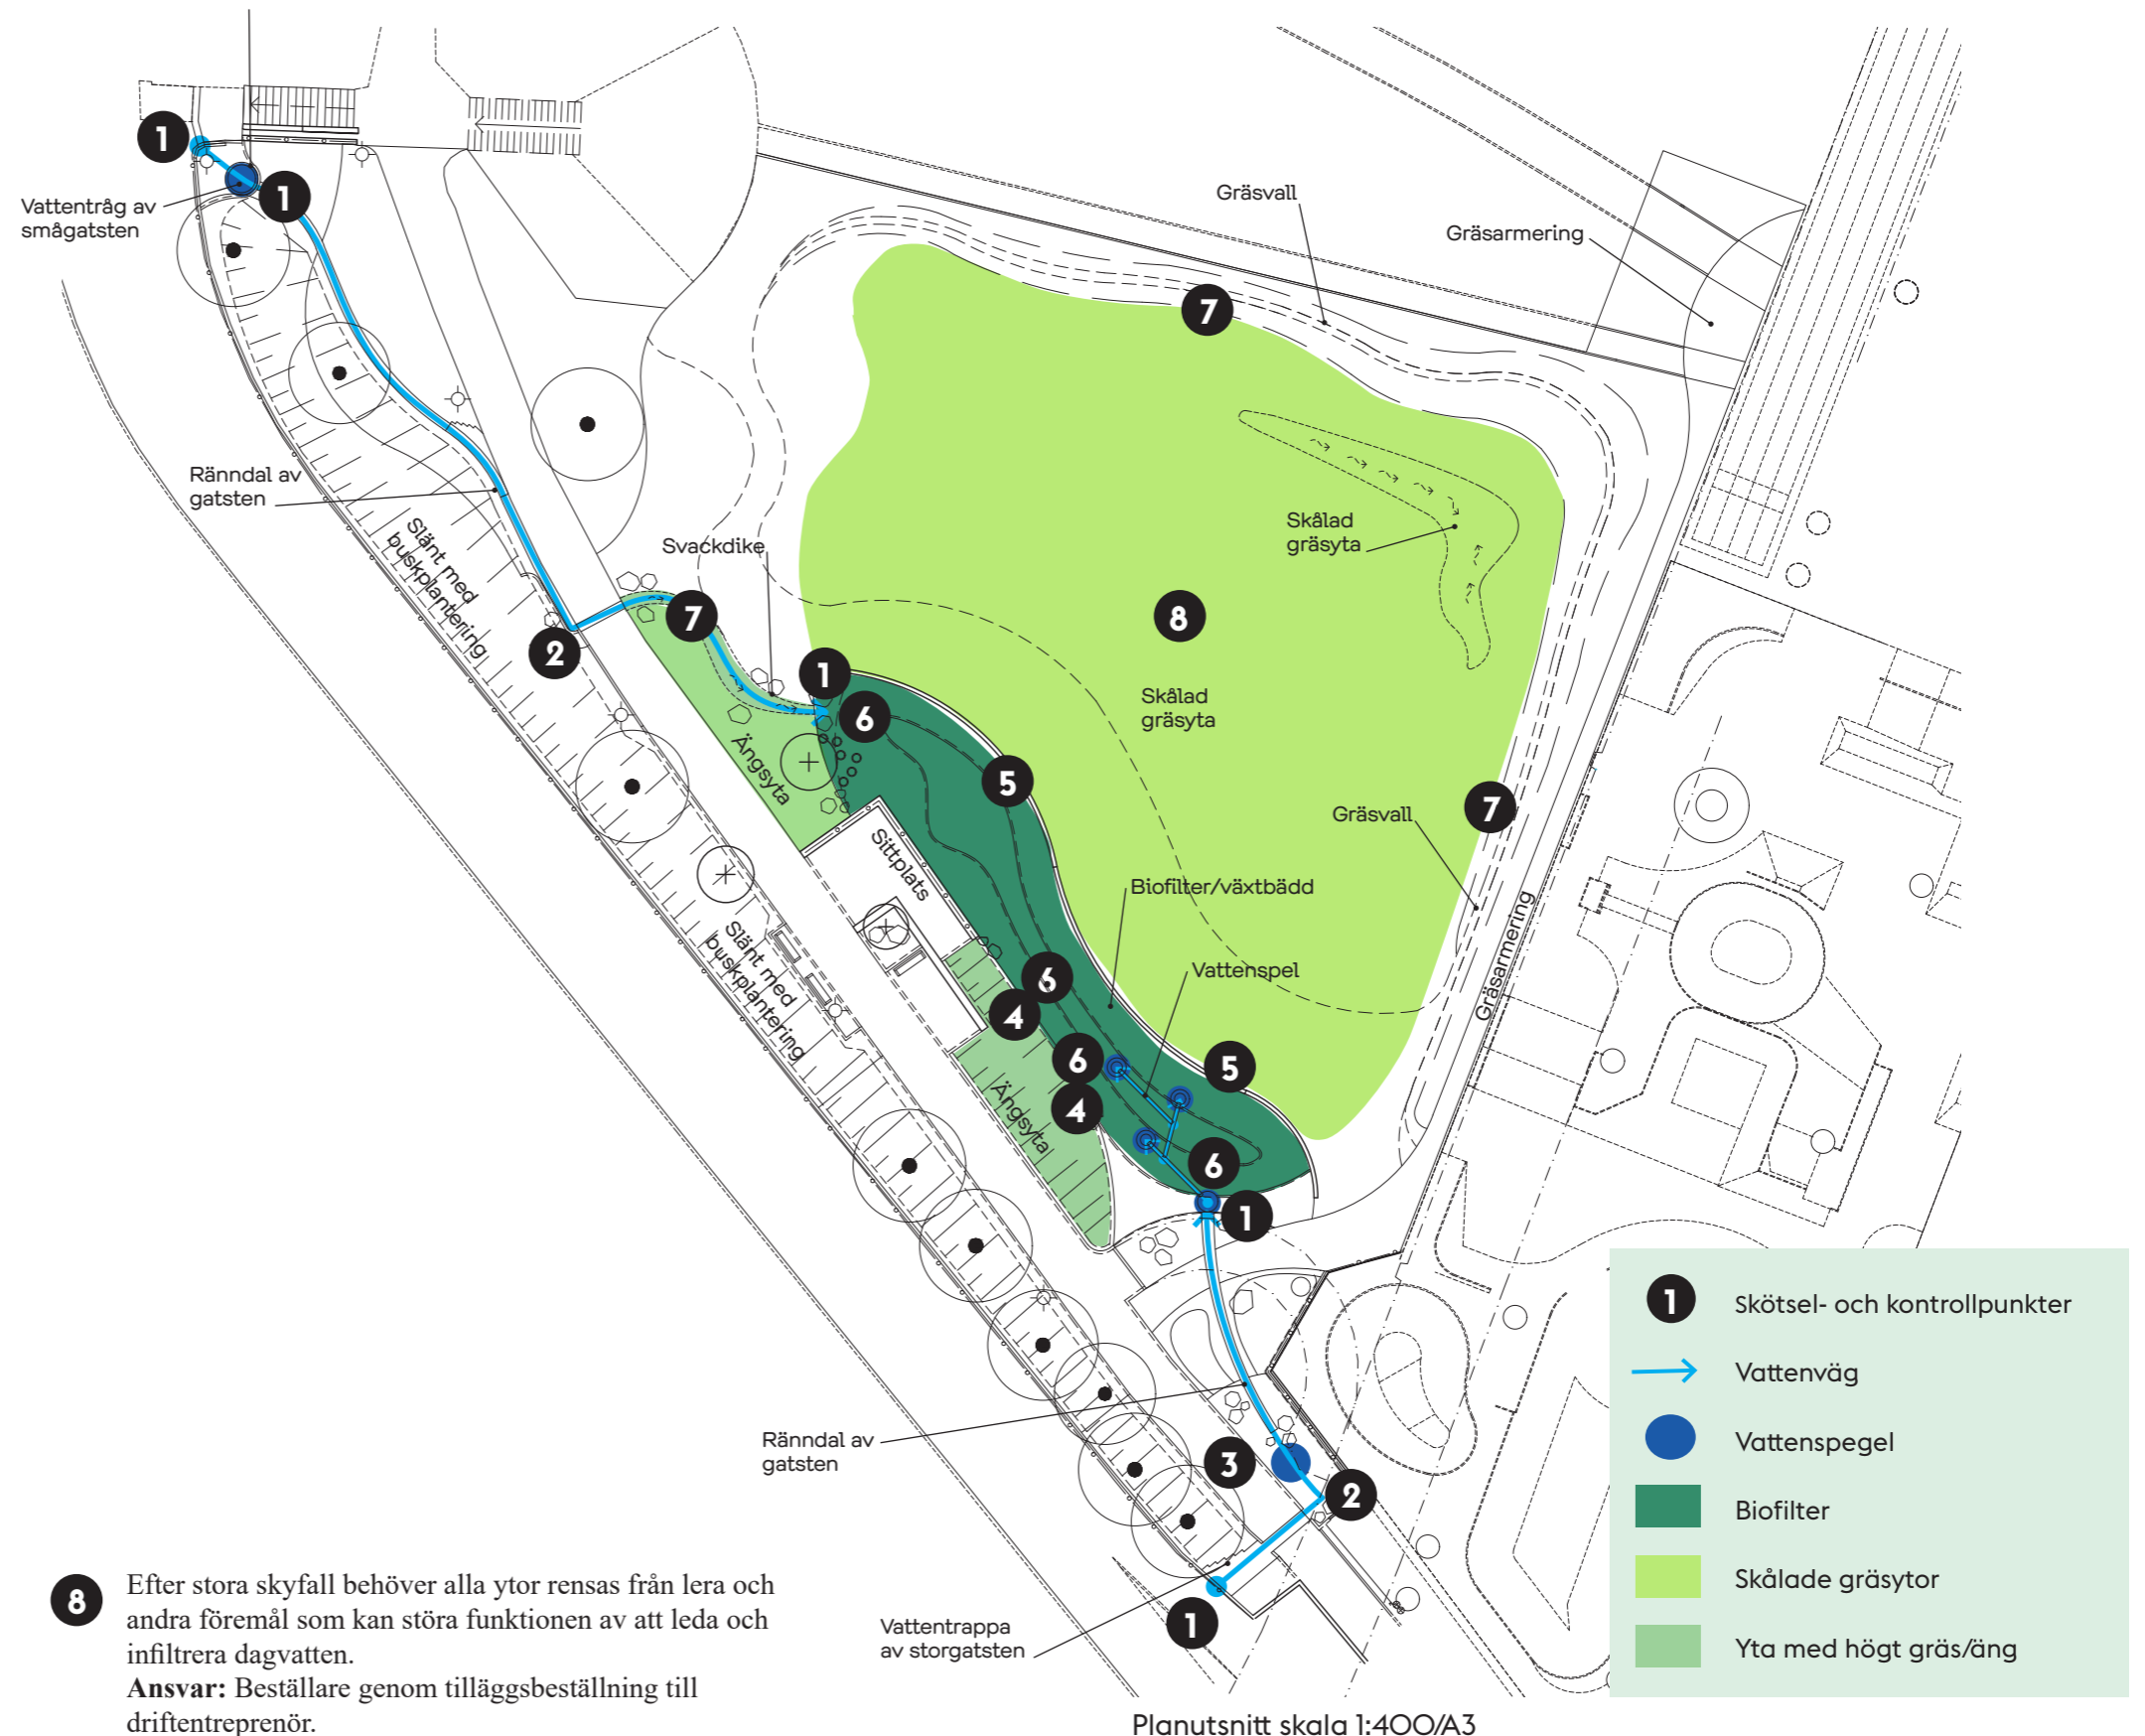 1
1
Vattentråg av
smågatsten
Gräsvall
Gräsarmering
7
Ränndal av
gatsten
Slänt med
buskplantering
Svackdike
Skålad
gräsyta
7
8
2
1
6
Skålad
gräsyta
Ängsyta
5
Gräsvall
7
Sittplats
Biofilter/växtbädd
Gräsarmering
Slänt med
buskplantering
Vattenspel
6
4
6
5
4
Ängsyta
6
1
Ränndal av
gatsten
3
2
Vattentrappa
av storgatsten
1
1 Skötsel- och kontrollpunkter
Vattenväg
Vattenspegel
Biofilter
Skålade gräsytor
Yta med högt gräs/äng
8 Efter stora skyfall behöver alla ytor rensas från lera och
andra föremål som kan störa funktionen av att leda och
infiltrera dagvatten.
Ansvar: Beställare genom tilläggsbeställning till
driftentreprenör.
Planutsnitt skala 1:400/A3